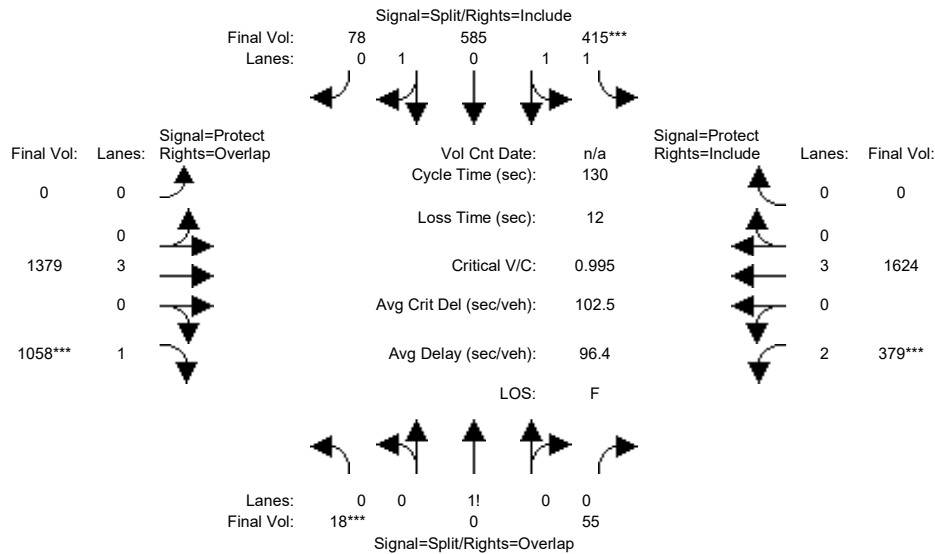 Signal=Split/Rights=Include
Final Vol: 78 585 415***
Lanes: 0 1 0 1 1
Signal=Protect
Final Vol: Lanes: Rights=Overlap
Vol Cnt Date: n/a
Signal=Protect
Rights=Include Lanes: Final Vol:
Cycle Time (sec): 130
0 0
0 0
Loss Time (sec): 12
0
0
1379 3
Critical V/C: 0.995
3 1624
0
Avg Crit Del (sec/veh): 102.5
0
1058*** 1
Avg Delay (sec/veh): 96.4
2 379***
LOS: F
Lanes: 0 0 1! 0 0
Final Vol: 18*** 0 55
Signal=Split/Rights=Overlap